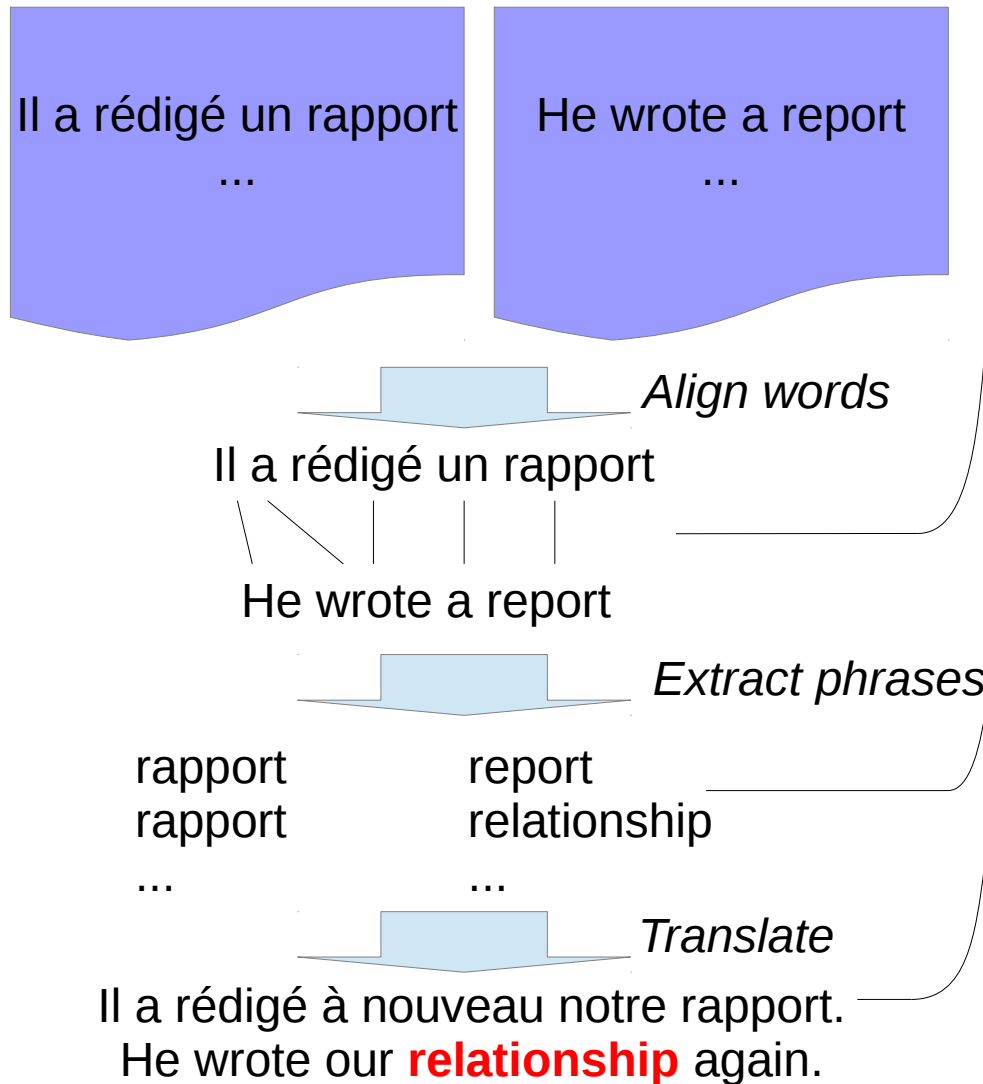 Il a rédigé un rapport
...
He wrote a report
...
Align words
Il a rédigé un rapport
He wrote a report
Extract phrases
rapport report
rapport relationship
... ...
Translate
Il a rédigé à nouveau notre rapport.
He wrote our relationship again.